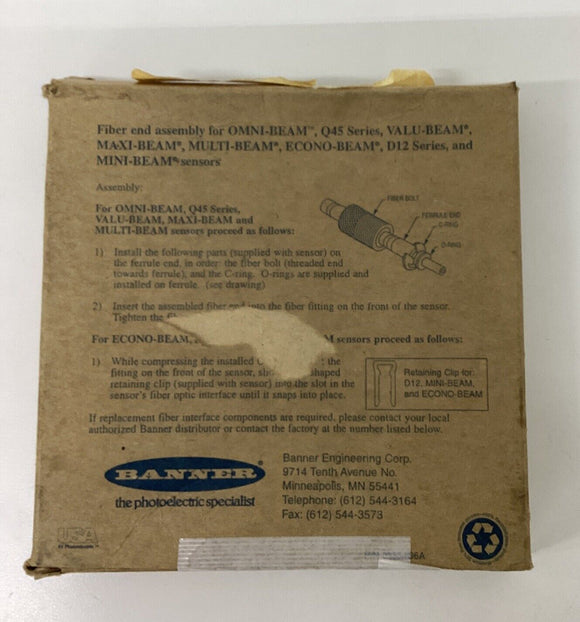 Fiber end assembly for OMNI-BEAM™, Q45 Series, VALU-BEAM®,
MAXI-BEAM®, MULTI-BEAM®, ECONO-BEAM®, D12 Series, and
MINI-BEAM® sensors
Assembly:
For OMNI-BEAM, Q45 Series,
VALU-BEAM, MAXI-BEAM and
MULTI-BEAM sensors proceed as follows:
FIBER BOLT
FERRULE END
C-RING
O-RING
1) Install the following parts (supplied with sensor) on
the ferrule end, in order: the fiber bolt (threaded end
towards ferrule), and the C-ring. O-rings are supplied and
installed on ferrule. (see drawing)
2) Insert the assembled fiber end into the fiber fitting on the front of the sensor.
Tighten the
For ECONO-BEAM, sensors proceed as follows:
1) While compressing the installed the
fitting on the front of the sensor, shaped
retaining clip (supplied with sensor) into the slot in the
sensor's fiber optic interface until it snaps into place.
Retaining Clip for:
D12, MINI-BEAM,
and ECONO-BEAM
If replacement fiber interface components are required, please contact your local
authorized Banner distributor or contact the factory at the number listed below.
BANNER
the photoelectric specialist
Banner Engineering Corp.
9714 Tenth Avenue No.
Minneapolis, MN 55441
Telephone: (612) 544-3164
Fax: (612) 544-3573
USA
36A